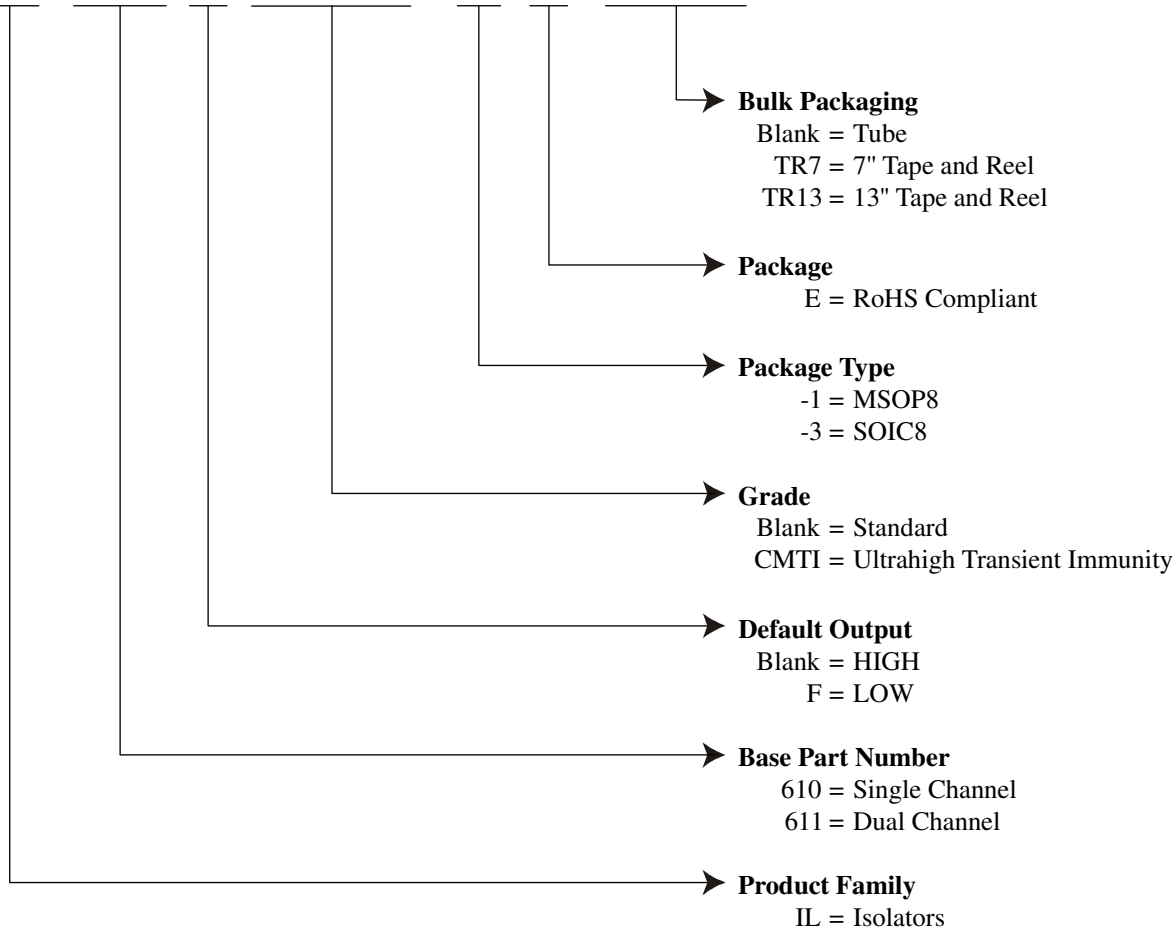 Bulk Packaging
Blank = Tube
TR7 = 7" Tape and Reel
TR13 = 13" Tape and Reel
Package
E = RoHS Compliant
Package Type
-1 = MSOP8
-3 = SOIC8
Grade
Blank = Standard
CMTI = Ultrahigh Transient Immunity
Default Output
Blank = HIGH
F = LOW
Base Part Number
610 = Single Channel
611 = Dual Channel
Product Family
IL = Isolators